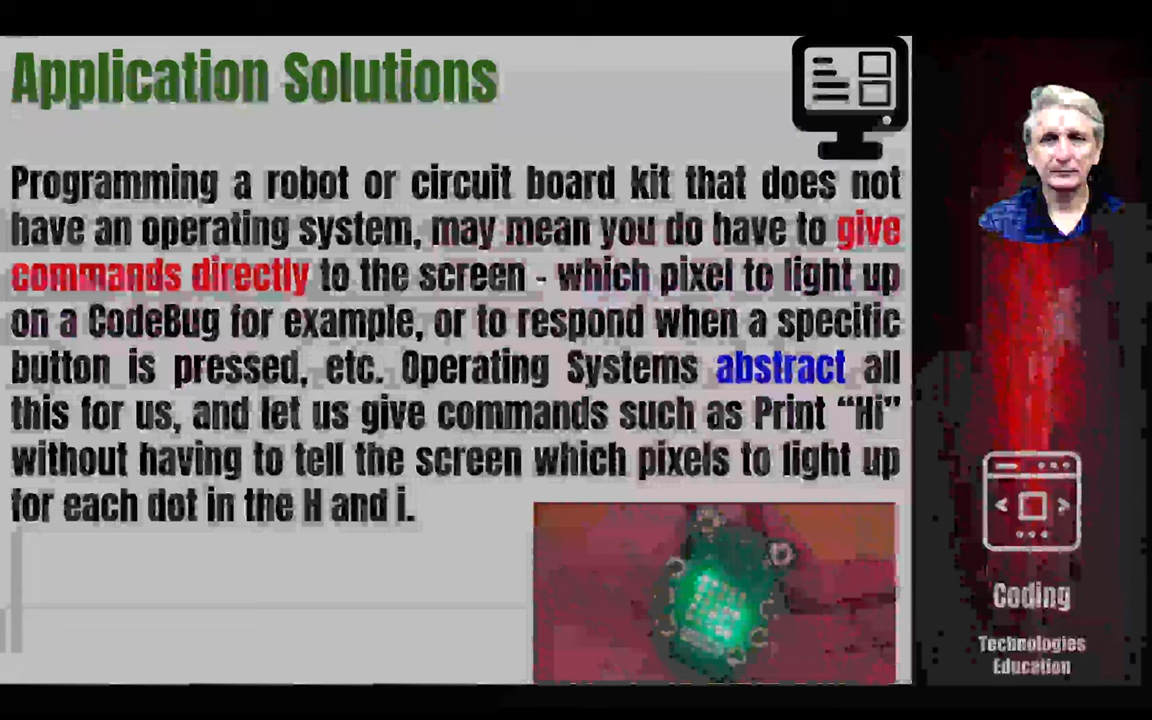 Application Solutions
Programming a robot or circuit board kit that does not
have an operating system, may mean you do have to give
commands directly to the screen - which pixel to light up
on a CodeBug for example, or to respond when a specific
button is pressed, etc. Operating Systems abstract all
this for us, and let us give commands such as Print “Hi”
without having to tell the screen which pixels to light up
for each dot in the H and i.
Coding
Technologies
Education